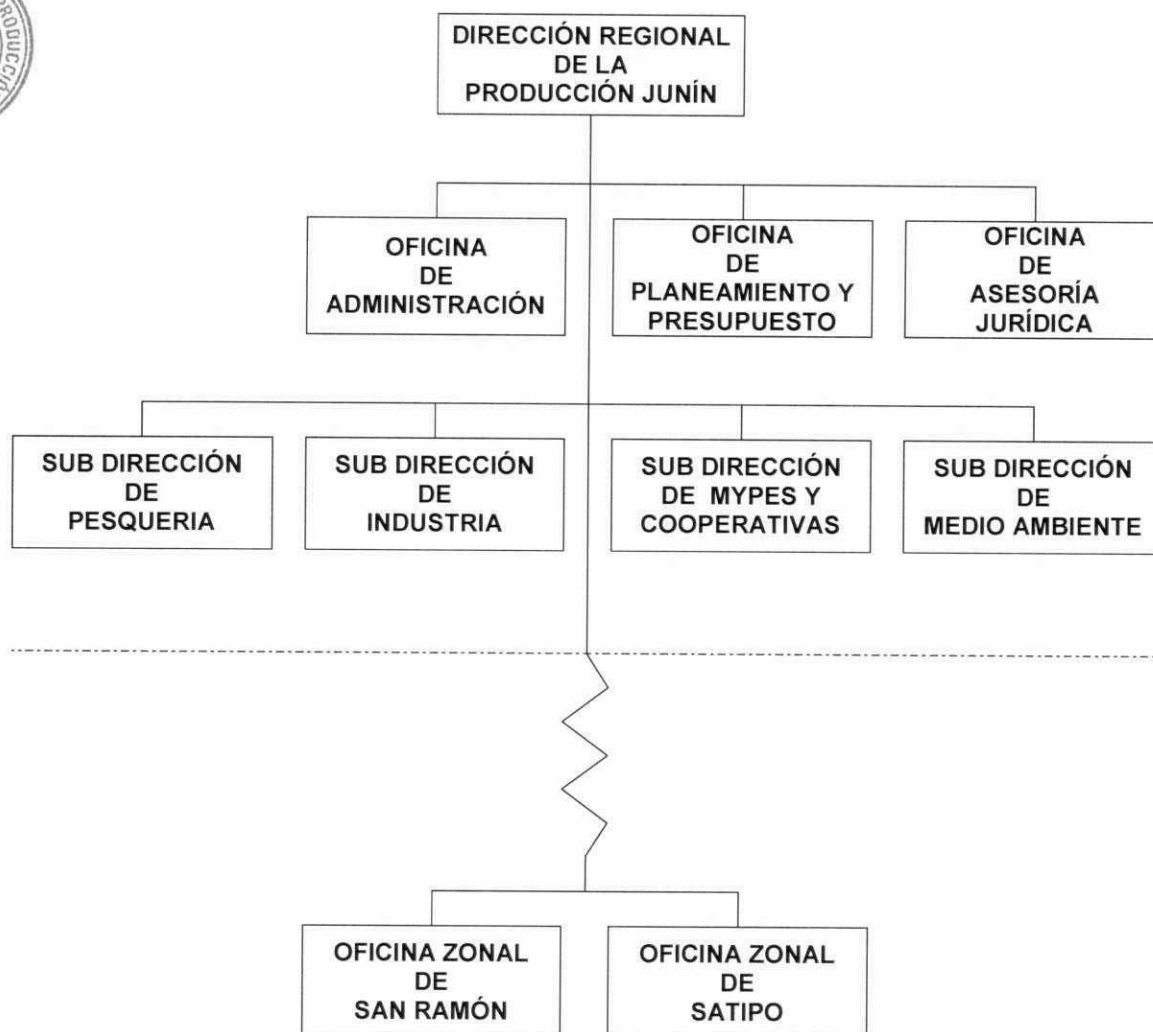 PRODUCCIÓ
DIRECCIÓN REGIONAL
DE LA
PRODUCCIÓN JUNÍN
OFICINA
DE
ADMINISTRACIÓN
OFICINA
DE
PLANEAMIENTO Y
PRESUPUESTO
OFICINA
DE
ASESORÍA
JURÍDICA
SUB DIRECCIÓN
DE
PESQUERIA
SUB DIRECCIÓN
DE
INDUSTRIA
SUB DIRECCIÓN
DE MYPES Y
COOPERATIVAS
SUB DIRECCIÓN
DE
MEDIO AMBIENTE
OFICINA ZONAL
DE
SAN RAMÓN
OFICINA ZONAL
DE
SATIPO